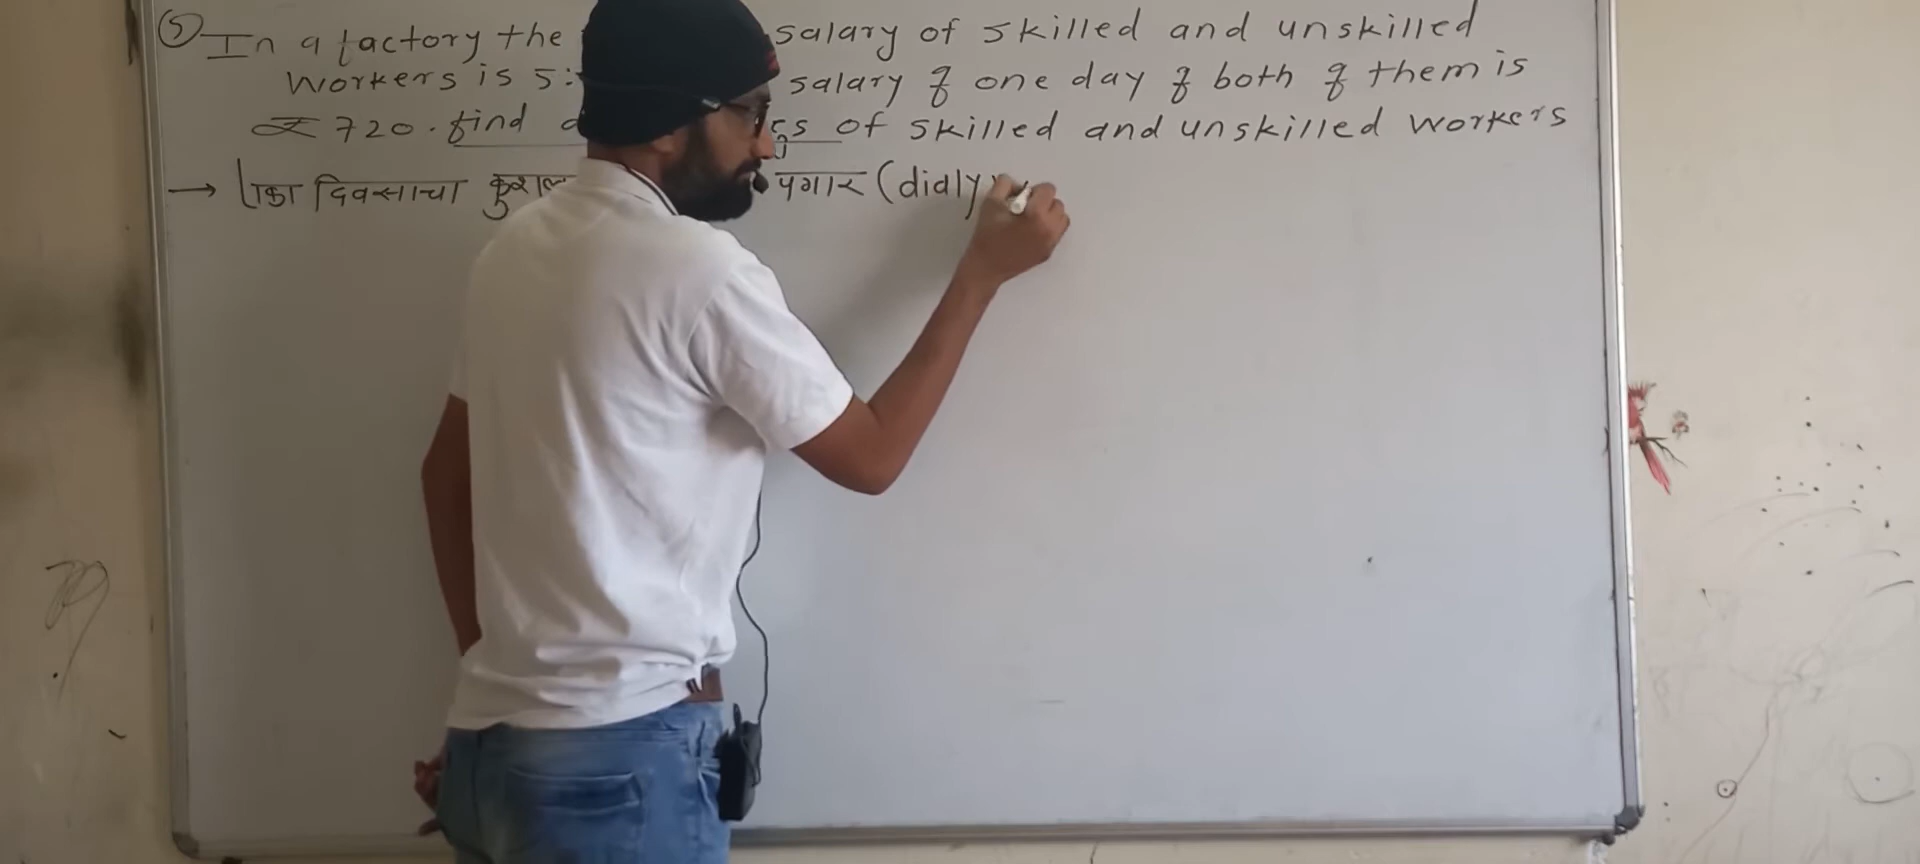 5 In a factory the salary of skilled and unskilled
workers is 5: salary of one day of both of them is
₹ 720. find of skilled and unskilled workers
→ एका दिवसाचा पगार (dialy